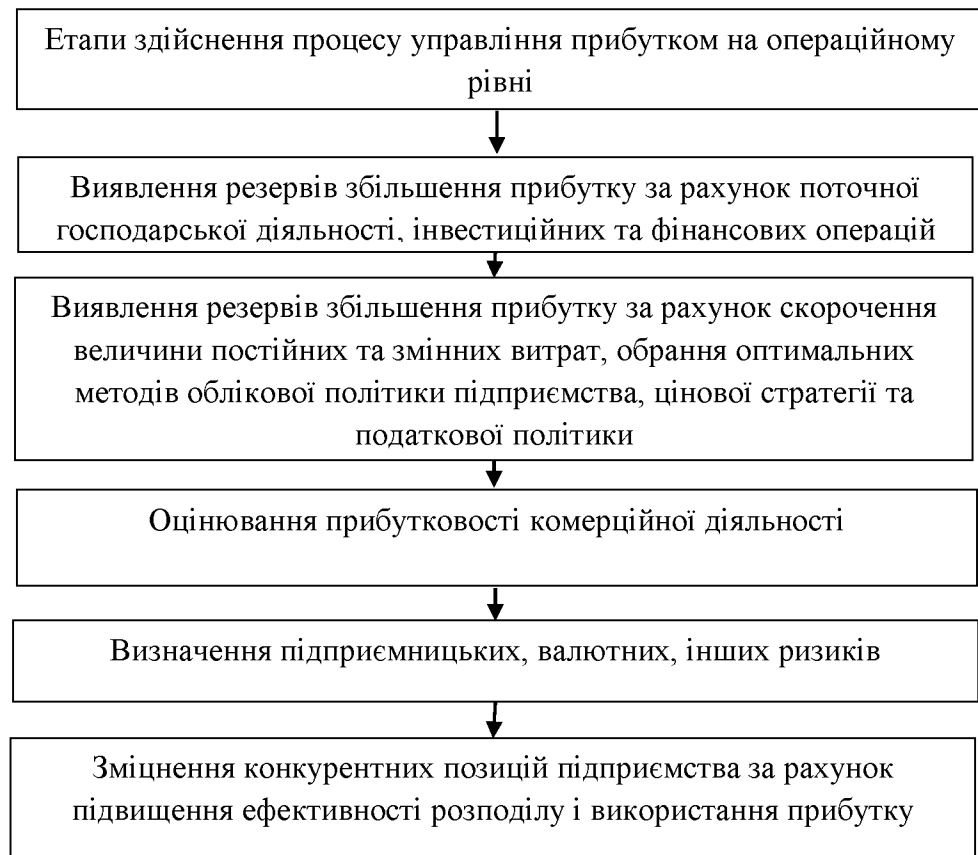 Етапи здійснення процесу управління прибутком на операційному
рівні
Виявлення резервів збільшення прибутку за рахунок поточної
господарської діяльності, інвестиційних та фінансових операцій
Виявлення резервів збільшення прибутку за рахунок скорочення
величини постійних та змінних витрат, обрання оптимальних
методів облікової політики підприємства, цінової стратегії та
податкової політики
Оцінювання прибутковості комерційної діяльності
Визначення підприємницьких, валютних, інших ризиків
Зміцнення конкурентних позицій підприємства за рахунок
підвищення ефективності розподілу і використання прибутку